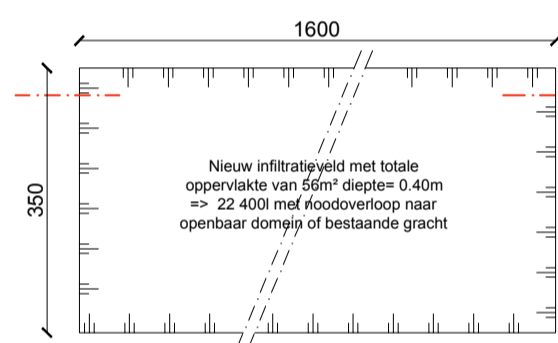 1600
350
Nieuw infiltratieveld met totale
oppervlakte van 56m² diepte= 0.40m
=> 22 400l met noodoverloop naar
openbaar domein of bestaande gracht